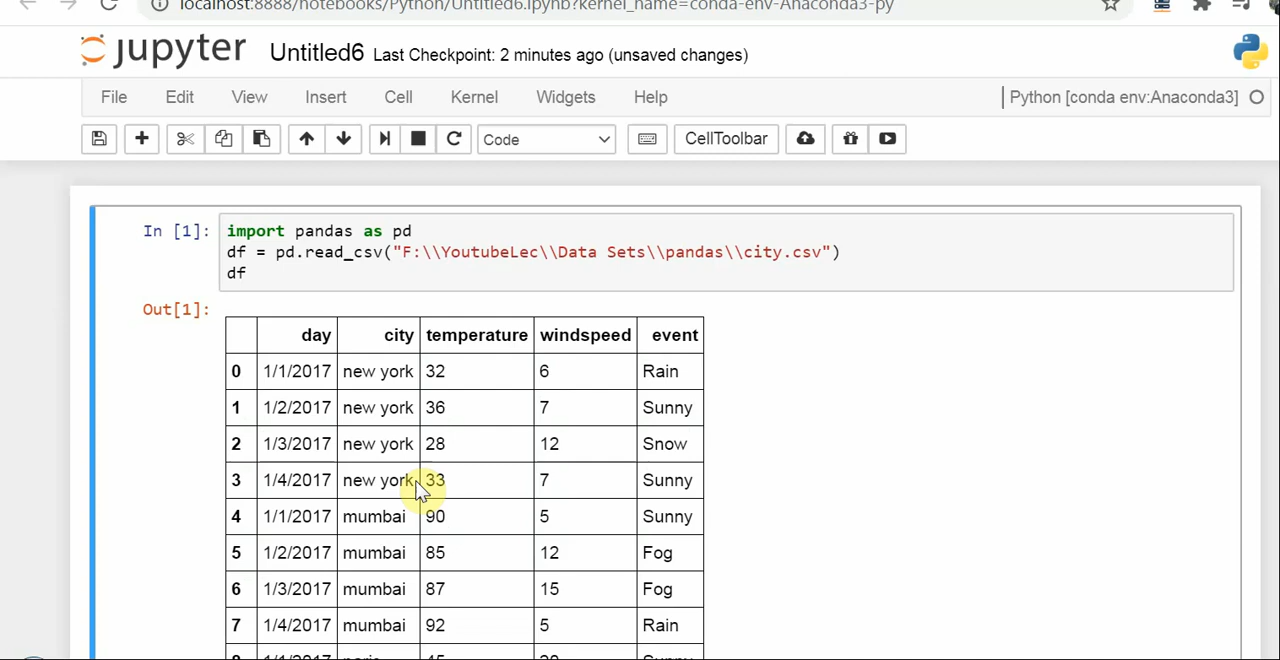 localhost:8888/notebooks/Python/Untitled6.ipynb?kernel_name=conda-env-Anaconda3-py
jupyter Untitled6 Last Checkpoint: 2 minutes ago (unsaved changes)
File Edit View Insert Cell Kernel Widgets Help Python [conda env:Anaconda3]
Code CellToolbar
In [1]: import pandas as pd
df = pd.read_csv("F:\\YoutubeLec\\Data Sets\\pandas\\city.csv")
df
Out[1]:
day city temperature windspeed event
0 1/1/2017 new york 32 6 Rain
1 1/2/2017 new york 36 7 Sunny
2 1/3/2017 new york 28 12 Snow
3 1/4/2017 new york 33 7 Sunny
4 1/1/2017 mumbai 90 5 Sunny
5 1/2/2017 mumbai 85 12 Fog
6 1/3/2017 mumbai 87 15 Fog
7 1/4/2017 mumbai 92 5 Rain